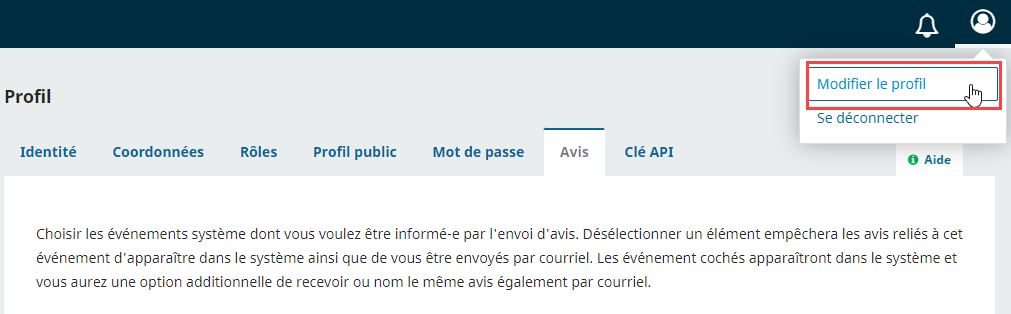 Modifier le profil
Se déconnecter
Profil
Identité Coordonnées Rôles Profil public Mot de passe Avis Clé API
Aide
Choisir les événements système dont vous voulez être informé-e par l'envoi d'avis. Désélectionner un élément empêchera les avis reliés à cet
événement d'apparaître dans le système ainsi que de vous être envoyés par courriel. Les événement cochés apparaîtront dans le système et
vous aurez une option additionnelle de recevoir ou nom le même avis également par courriel.